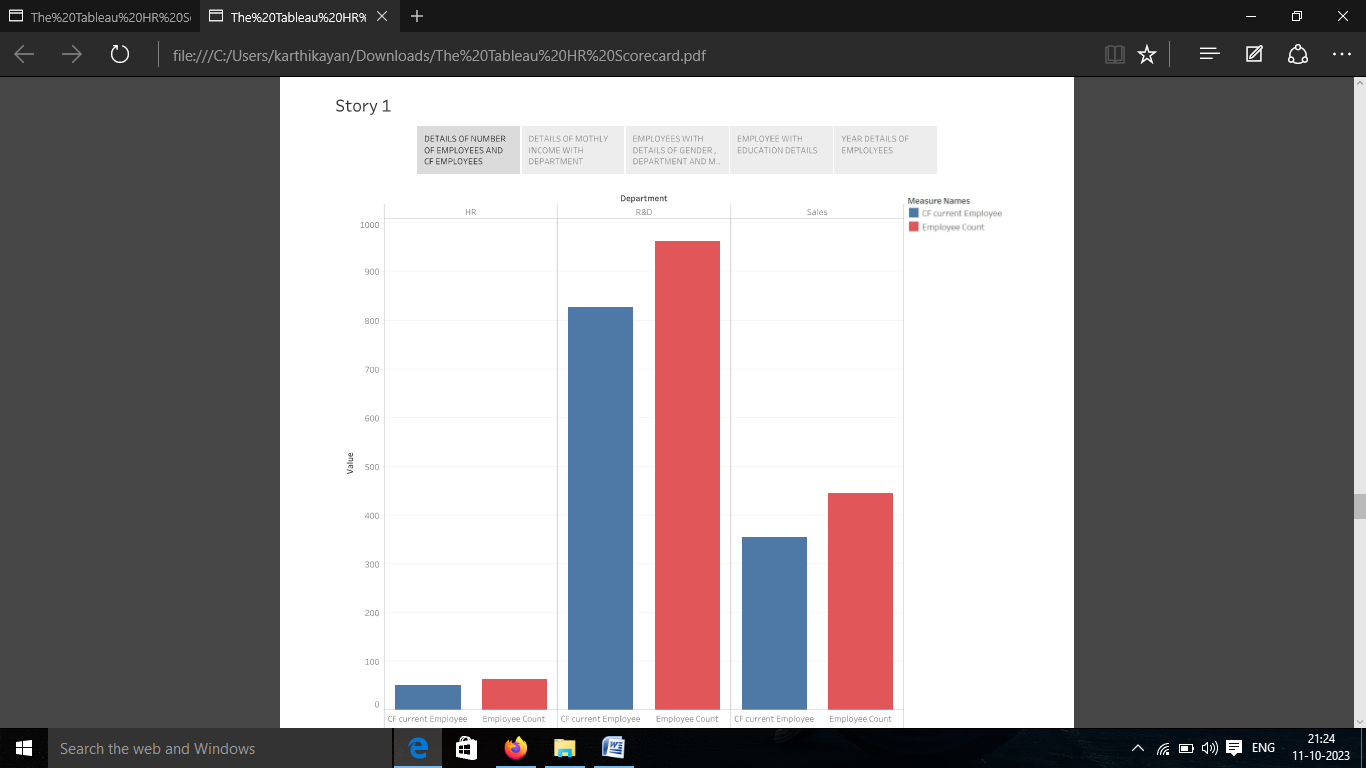 The%20Tableau%20HR%20S
The%20Tableau%20HR%
file:///C:/Users/karthikayan/Downloads/The%20Tableau%20HR%20Scorecard.pdf
Story 1
DETAILS OF NUMBER
OF EMPLOYEES AND
CF EMPLOYEES
DETAILS OF MOTHLY
INCOME WITH
DEPARTMENT
EMPLOYEES WITH
DETAILS OF GENDER ,
DEPARTMENT AND M..
EMPLOYEE WITH
EDUCATION DETAILS
YEAR DETAILS OF
EMPLOLYEES
Department
HR
R&D
Sales
Measure Names
CF current Employee
Employee Count
1000
900
800
700
600
500
400
300
200
100
0
Value
CF current Employee
Employee Count
CF current Employee
Employee Count
CF current Employee
Employee Count
Search the web and Windows
ENG
21:24
11-10-2023